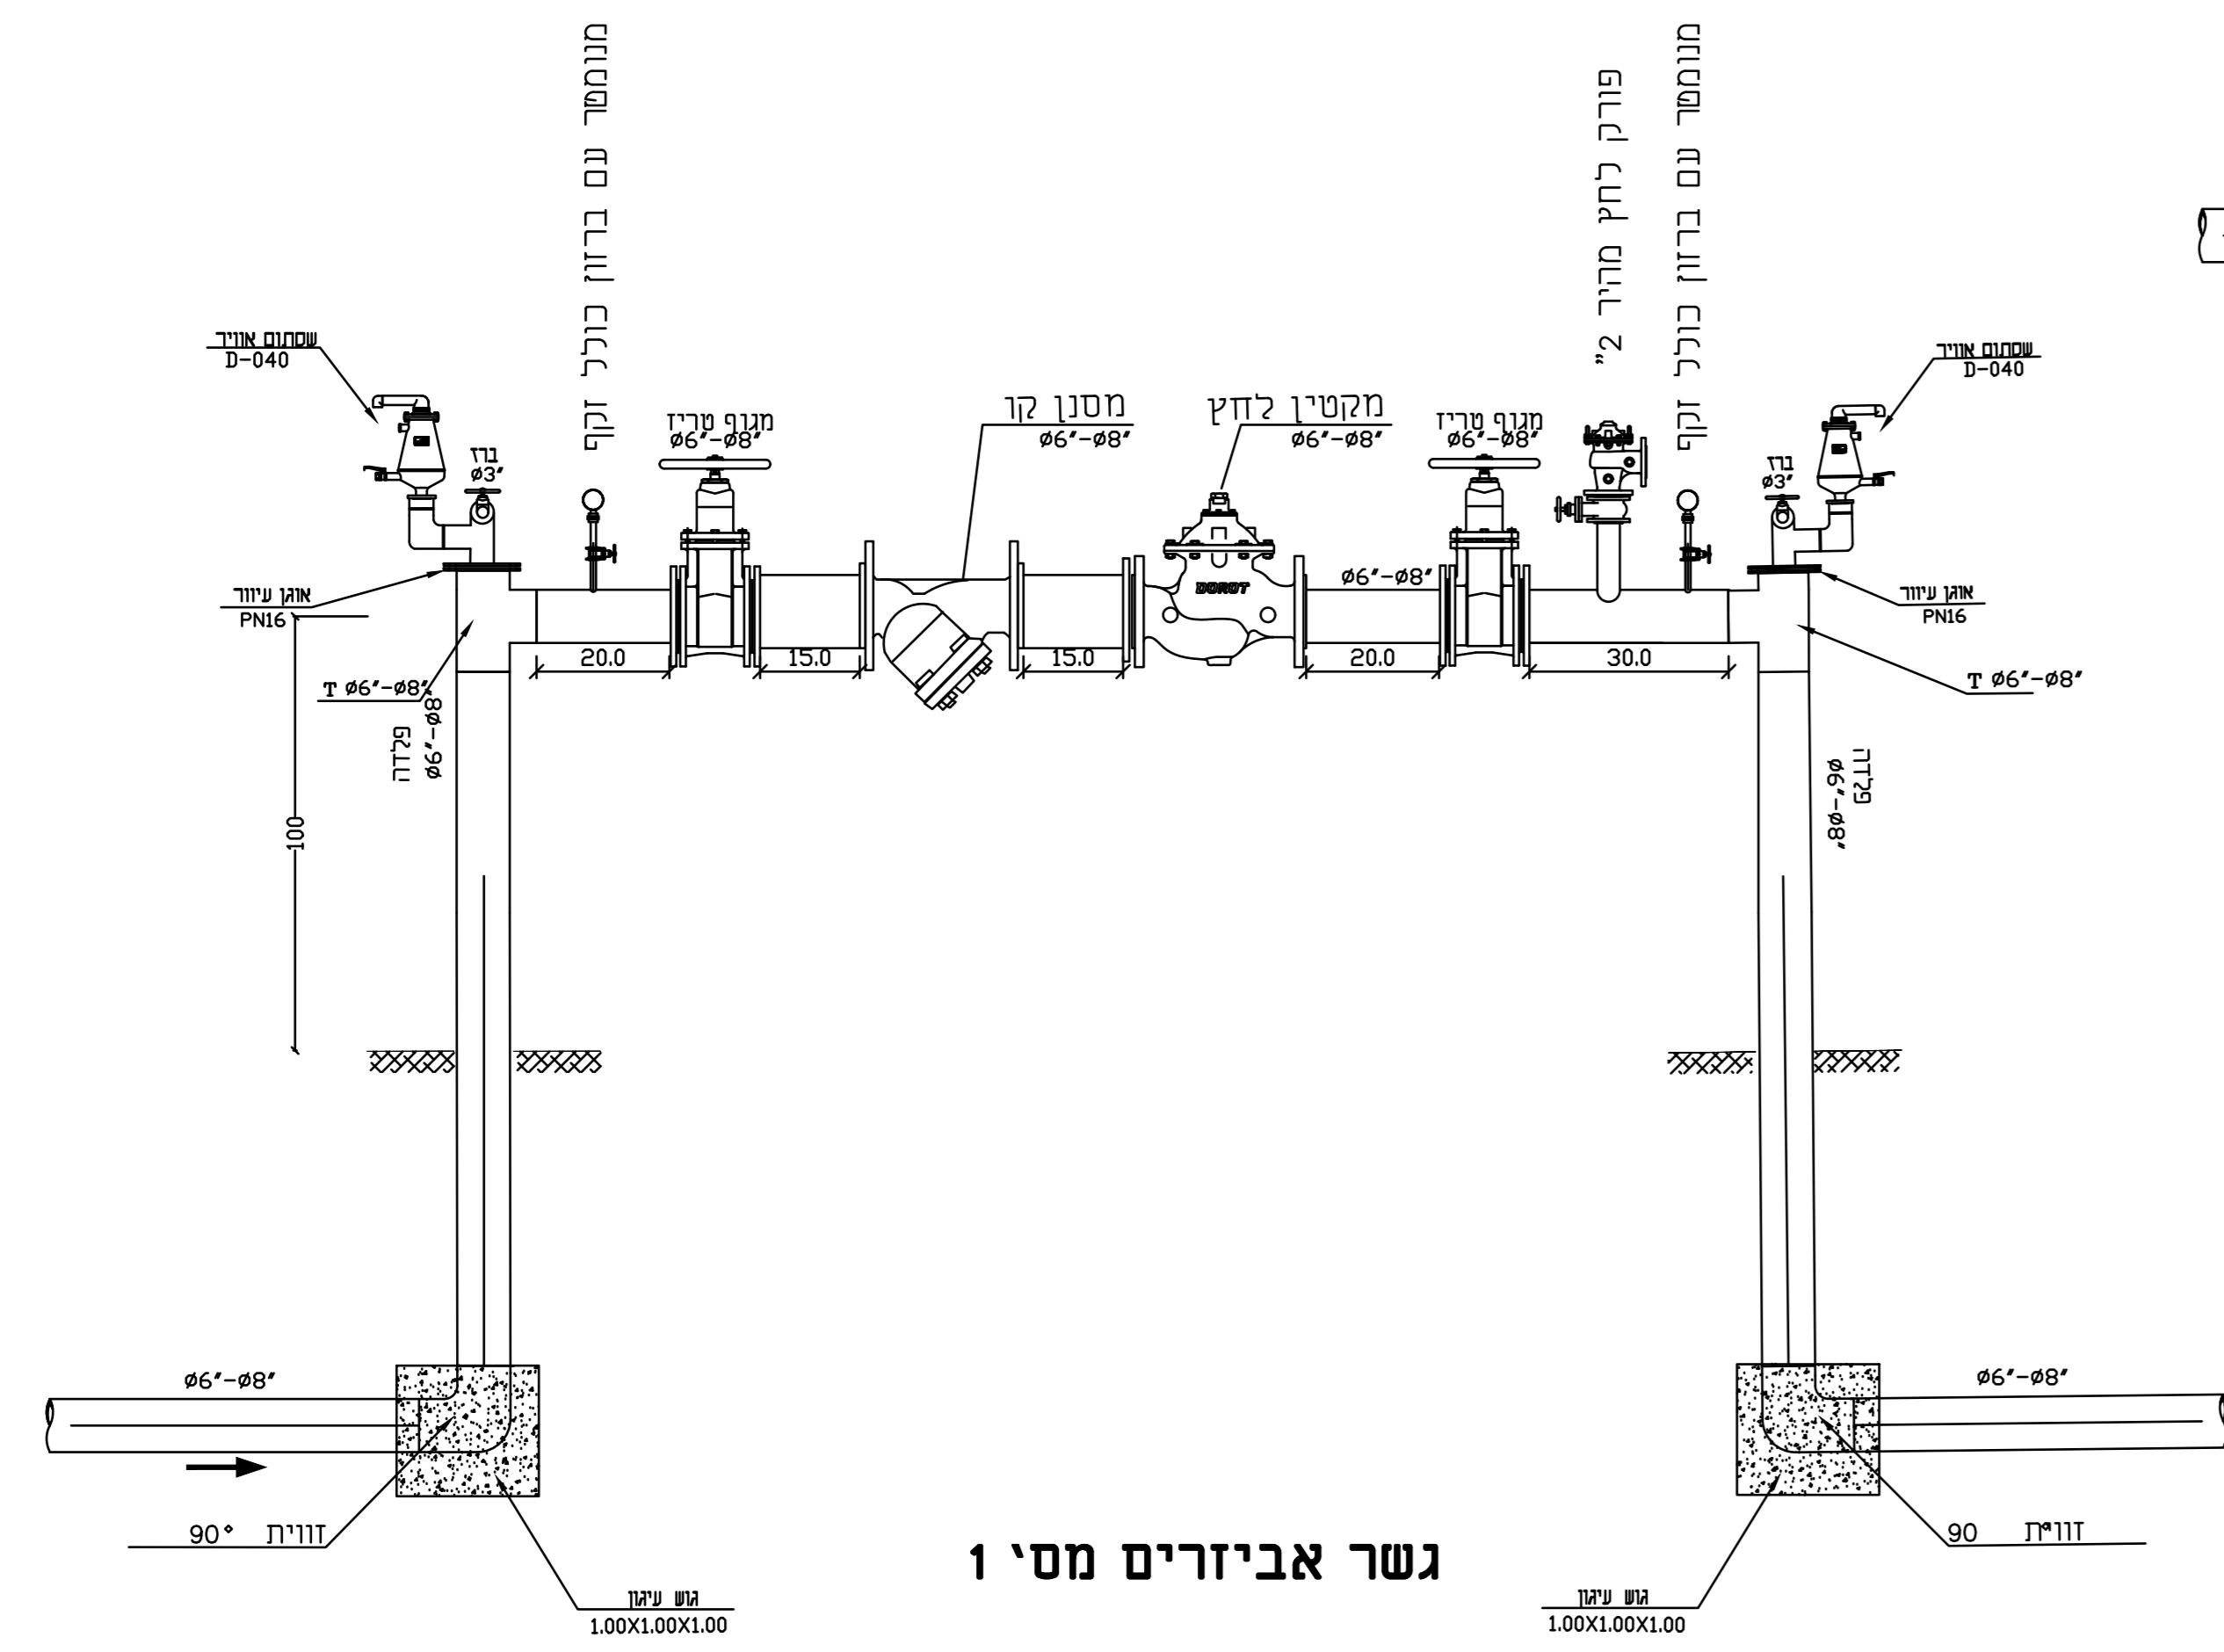 מנומטר עם ברזון כולל זקף
פורק לחץ מהיר 2"
מנומטר עם ברזון כולל זקף
שסתום אוויר
D-040
שסתום אוויר
D-040
מגוף טריז
Ø6"-Ø8"
מסנן קו
Ø6"-Ø8"
מקטין לחץ
Ø6"-Ø8"
מגוף טריז
Ø6"-Ø8"
ברז
Ø3"
ברז
Ø3"
DOROT
Ø6"-Ø8"
אוגן עיוור
PN16
אוגן עיוור
PN16
20.0
15.0
15.0
20.0
30.0
T Ø6"-Ø8"
T Ø6"-Ø8"
פלדה
Ø6"-Ø8"
פלדה
Ø6"-Ø8"
100
Ø6"-Ø8"
Ø6"-Ø8"
זווית 90°
זווית 90°
גשר אביזרים מס' 1
גוש עיגון
1.00X1.00X1.00
גוש עיגון
1.00X1.00X1.00